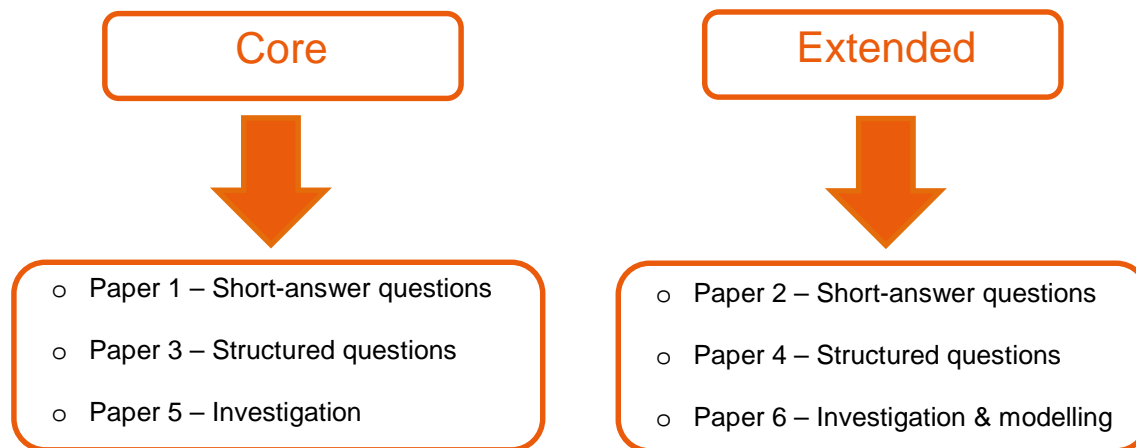 Core
Extended
o Paper 1 – Short-answer questions
o Paper 3 – Structured questions
o Paper 5 – Investigation
o Paper 2 – Short-answer questions
o Paper 4 – Structured questions
o Paper 6 – Investigation & modelling